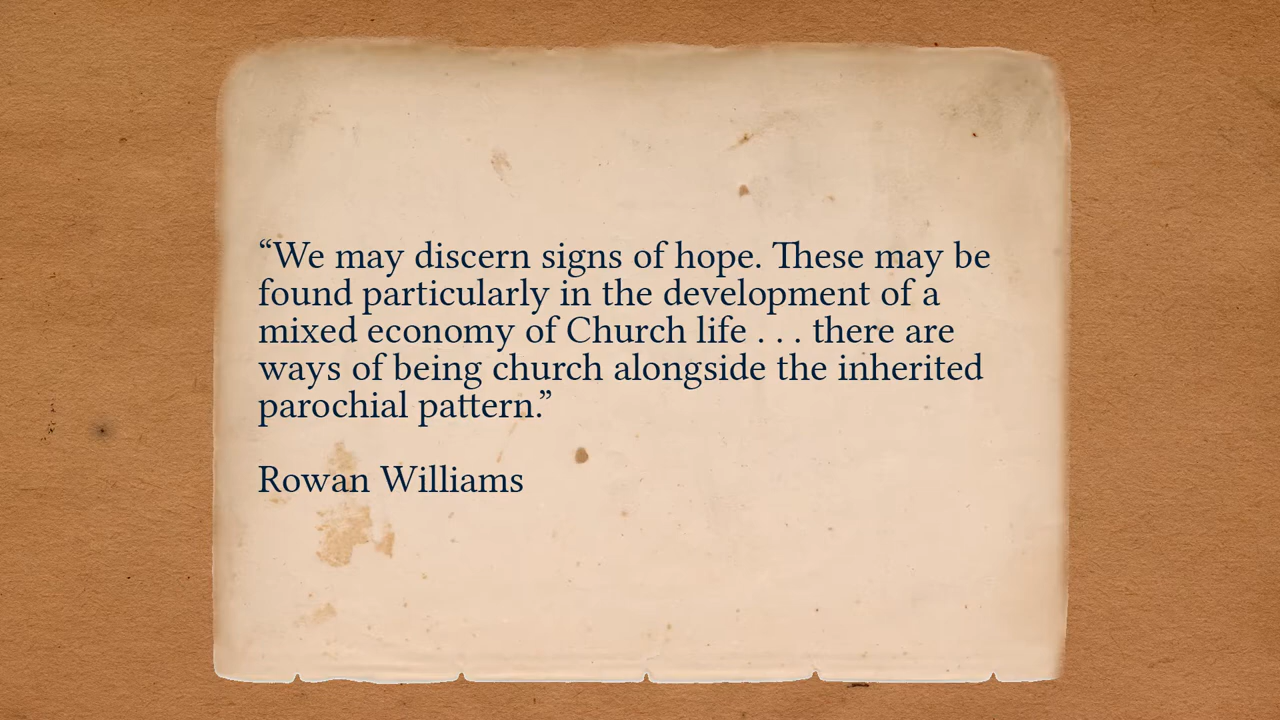 “We may discern signs of hope. These may be
found particularly in the development of a
mixed economy of Church life . . . there are
ways of being church alongside the inherited
parochial pattern.”
Rowan Williams